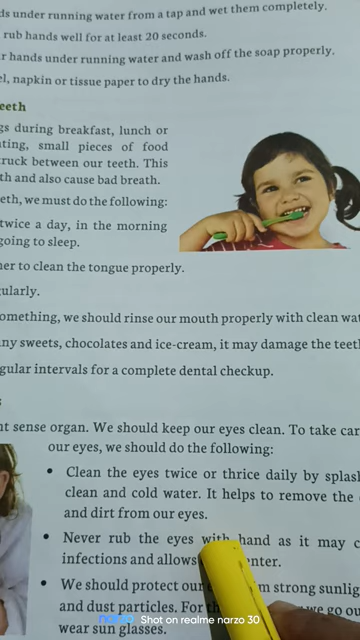 ds under running water from a tap and wet them completely.
rub hands well for at least 20 seconds.
r hands under running water and wash off the soap properly.
el, napkin or tissue paper to dry the hands.
eeth
gs during breakfast, lunch or
ating, small pieces of food
ruck between our teeth. This
th and also cause bad breath.
eeth, we must do the following:
twice a day, in the morning
going to sleep.
ner to clean the tongue properly.
gularly.
omething, we should rinse our mouth properly with clean wat
any sweets, chocolates and ice-cream, it may damage the teet
gular intervals for a complete dental checkup.
nt sense organ. We should keep our eyes clean. To take car
our eyes, we should do the following:
• Clean the eyes twice or thrice daily by splash
clean and cold water. It helps to remove the
and dirt from our eyes.
• Never rub the eyes with hand as it may c
infections and allows enter.
• We should protect our m strong sunlig
and dust particles. For we go ou
wear sun glasses.
narzo Shot on realme narzo 30